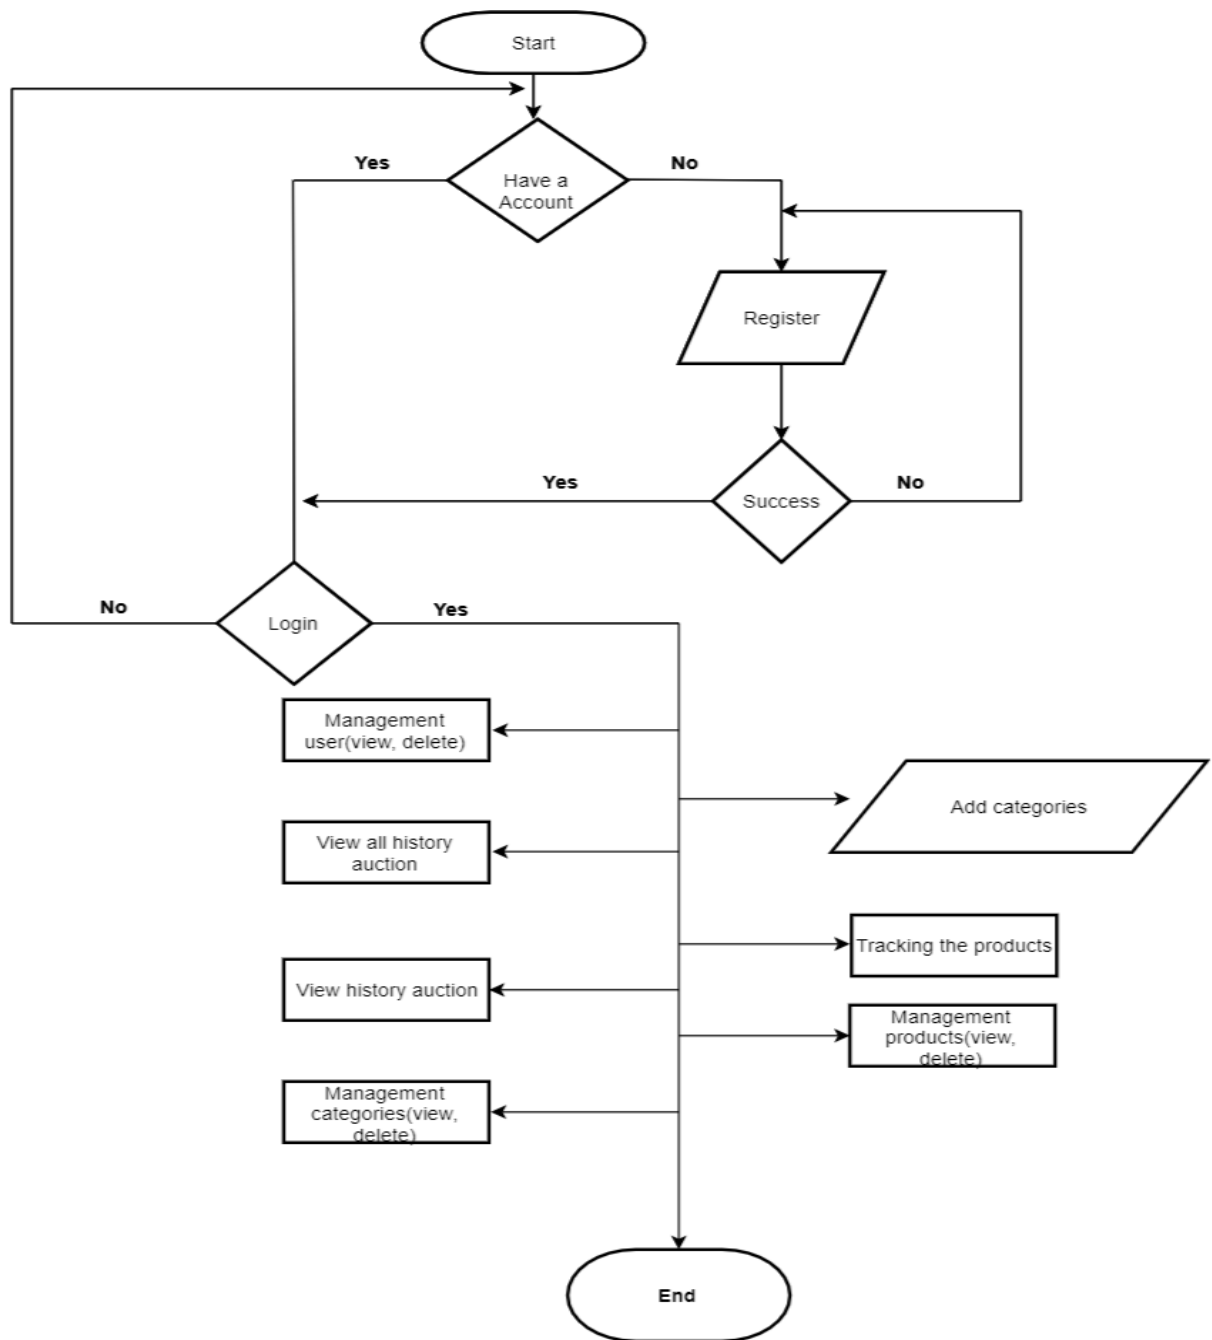 Start
Yes
No
Have a
Account
Register
Yes
Success
No
No
Login
Yes
Management
user(view, delete)
Add categories
View all history
auction
Tracking the products
View history auction
Management
products(view,
delete)
Management
categories(view,
delete)
End